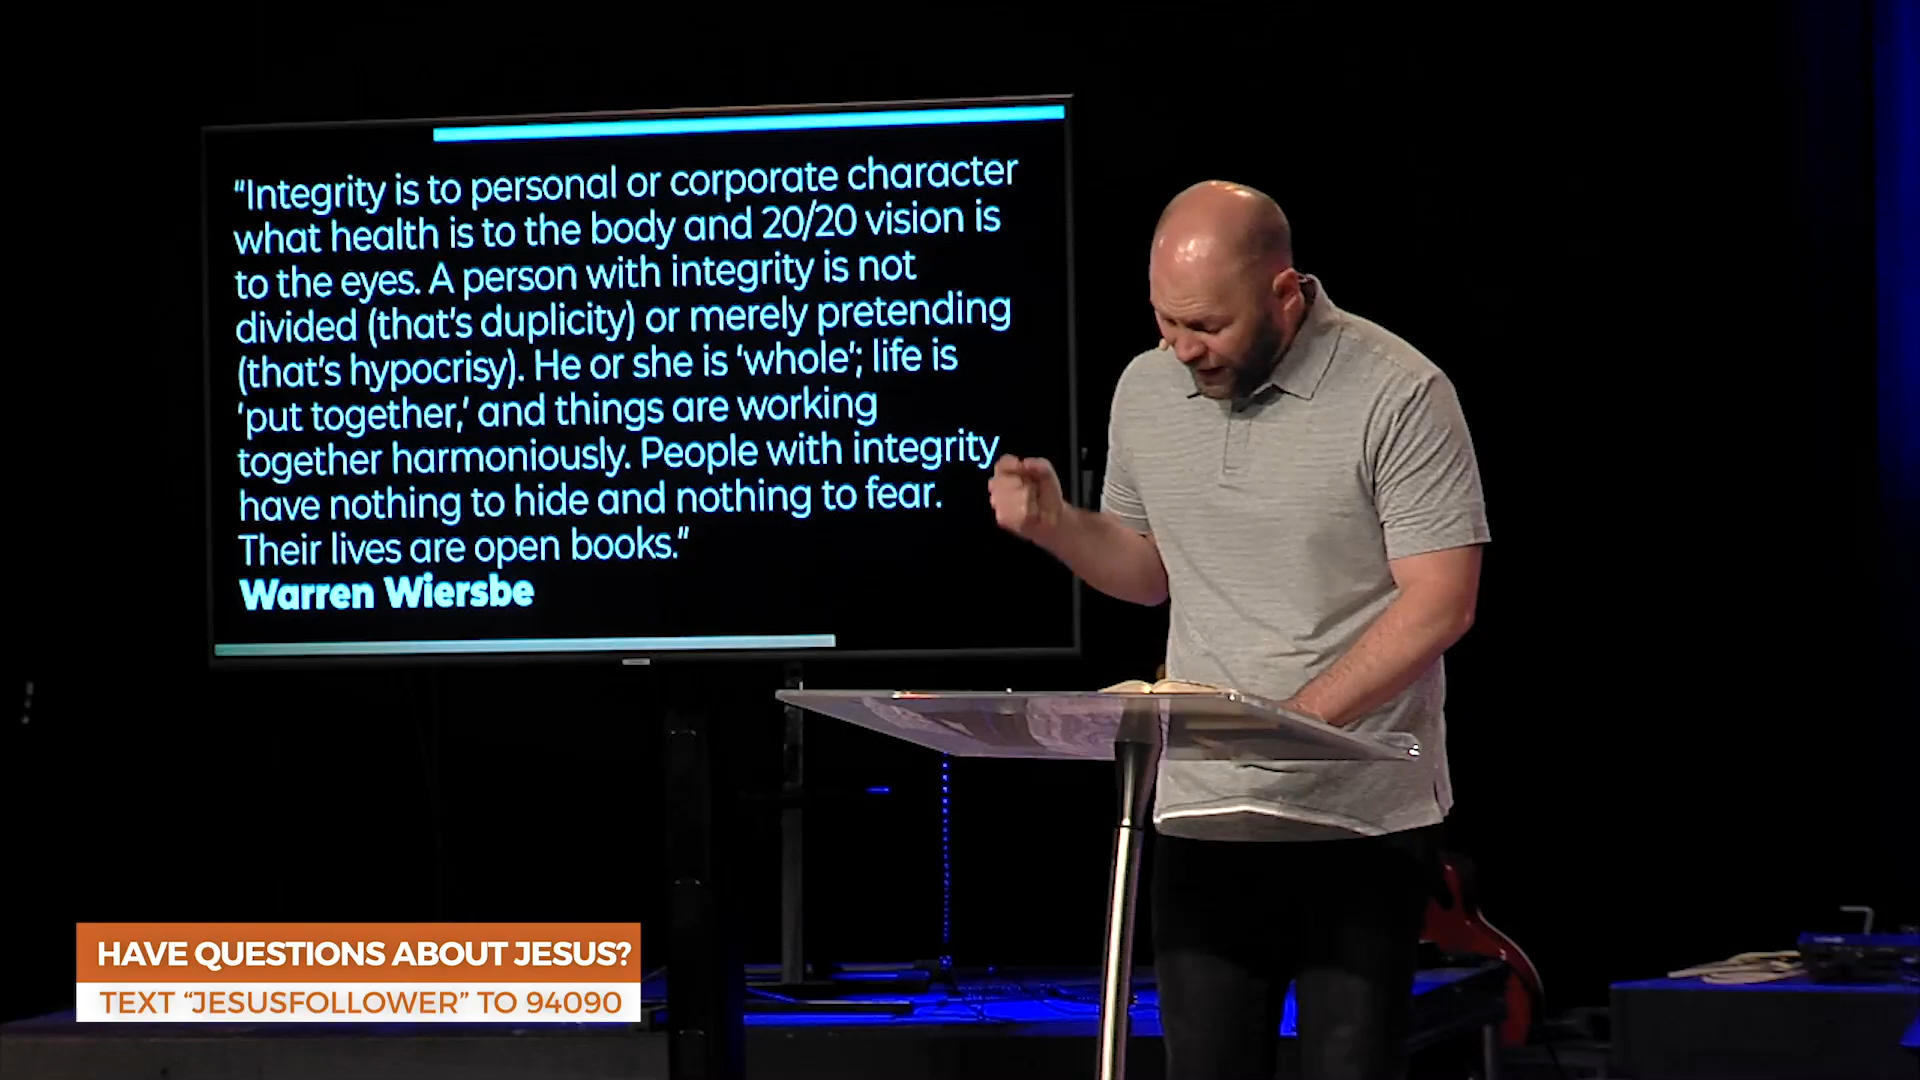 “Integrity is to personal or corporate character
what health is to the body and 20/20 vision is
to the eyes. A person with integrity is not
divided (that’s duplicity) or merely pretending
(that’s hypocrisy). He or she is ‘whole’; life is
‘put together,’ and things are working
together harmoniously. People with integrity
have nothing to hide and nothing to fear.
Their lives are open books.”
Warren Wiersbe
HAVE QUESTIONS ABOUT JESUS?
TEXT “JESUSFOLLOWER” TO 94090